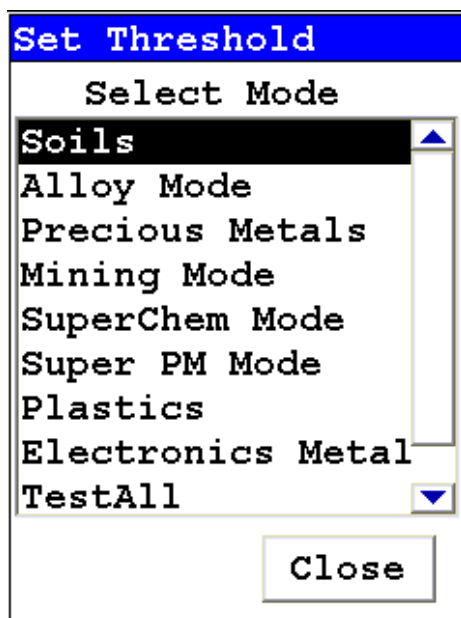 Set Threshold
Select Mode
Soils
Alloy Mode
Precious Metals
Mining Mode
SuperChem Mode
Super PM Mode
Plastics
Electronics Metal
TestAll
Close